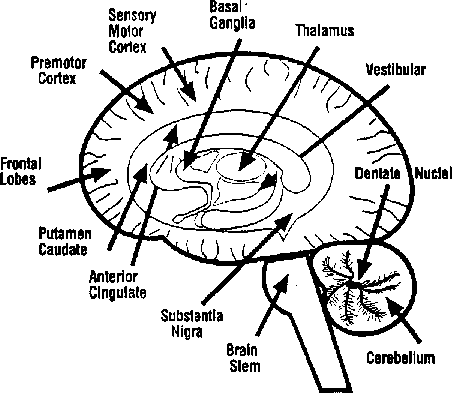 Sensory
Motor
Cortex
Basal
Ganglia
Thalamus
Premotor
Cortex
Vestibular
Frontal
Lobes
Dentate Nuclei
Putamen
Caudate
Anterior
Cingulate
Substantia
Nigra
Brain
Stem
Cerebellum